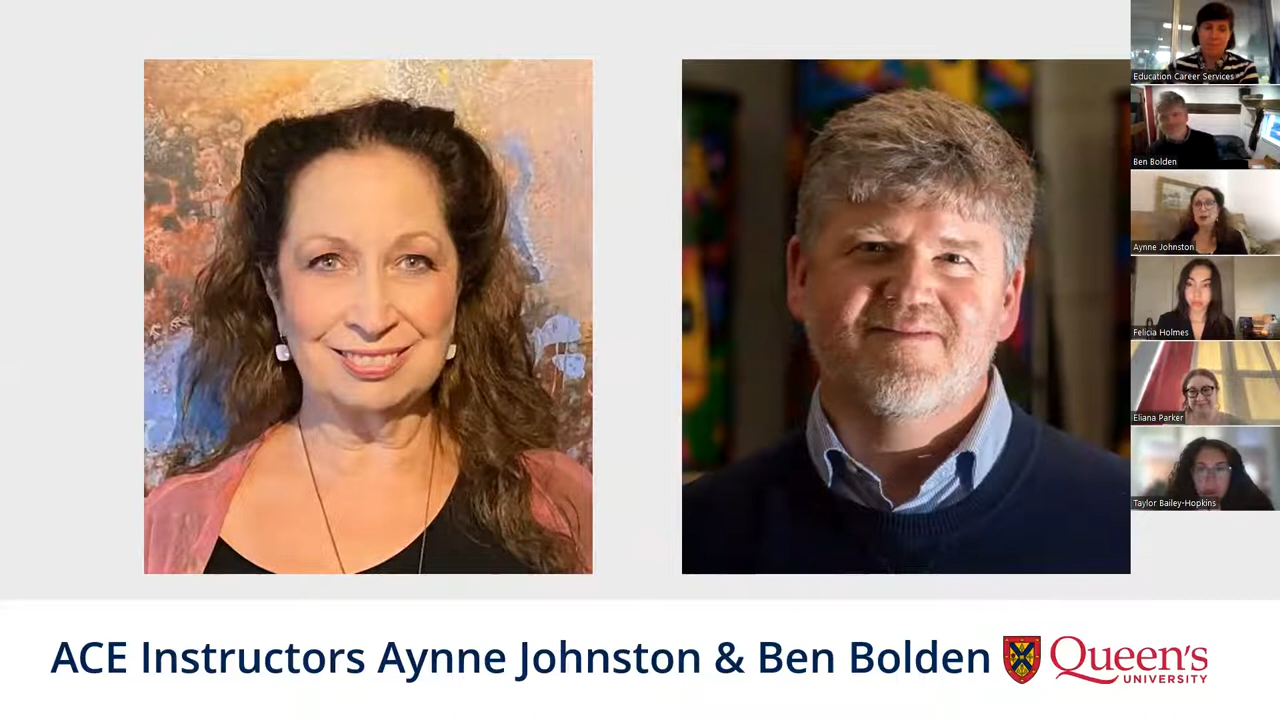 Education Career Services
Ben Bolden
Aynne Johnston
Felicia Holmes
Eliana Parker
Taylor Bailey-Hopkins
ACE Instructors Aynne Johnston & Ben Bolden
Queen's
UNIVERSITY